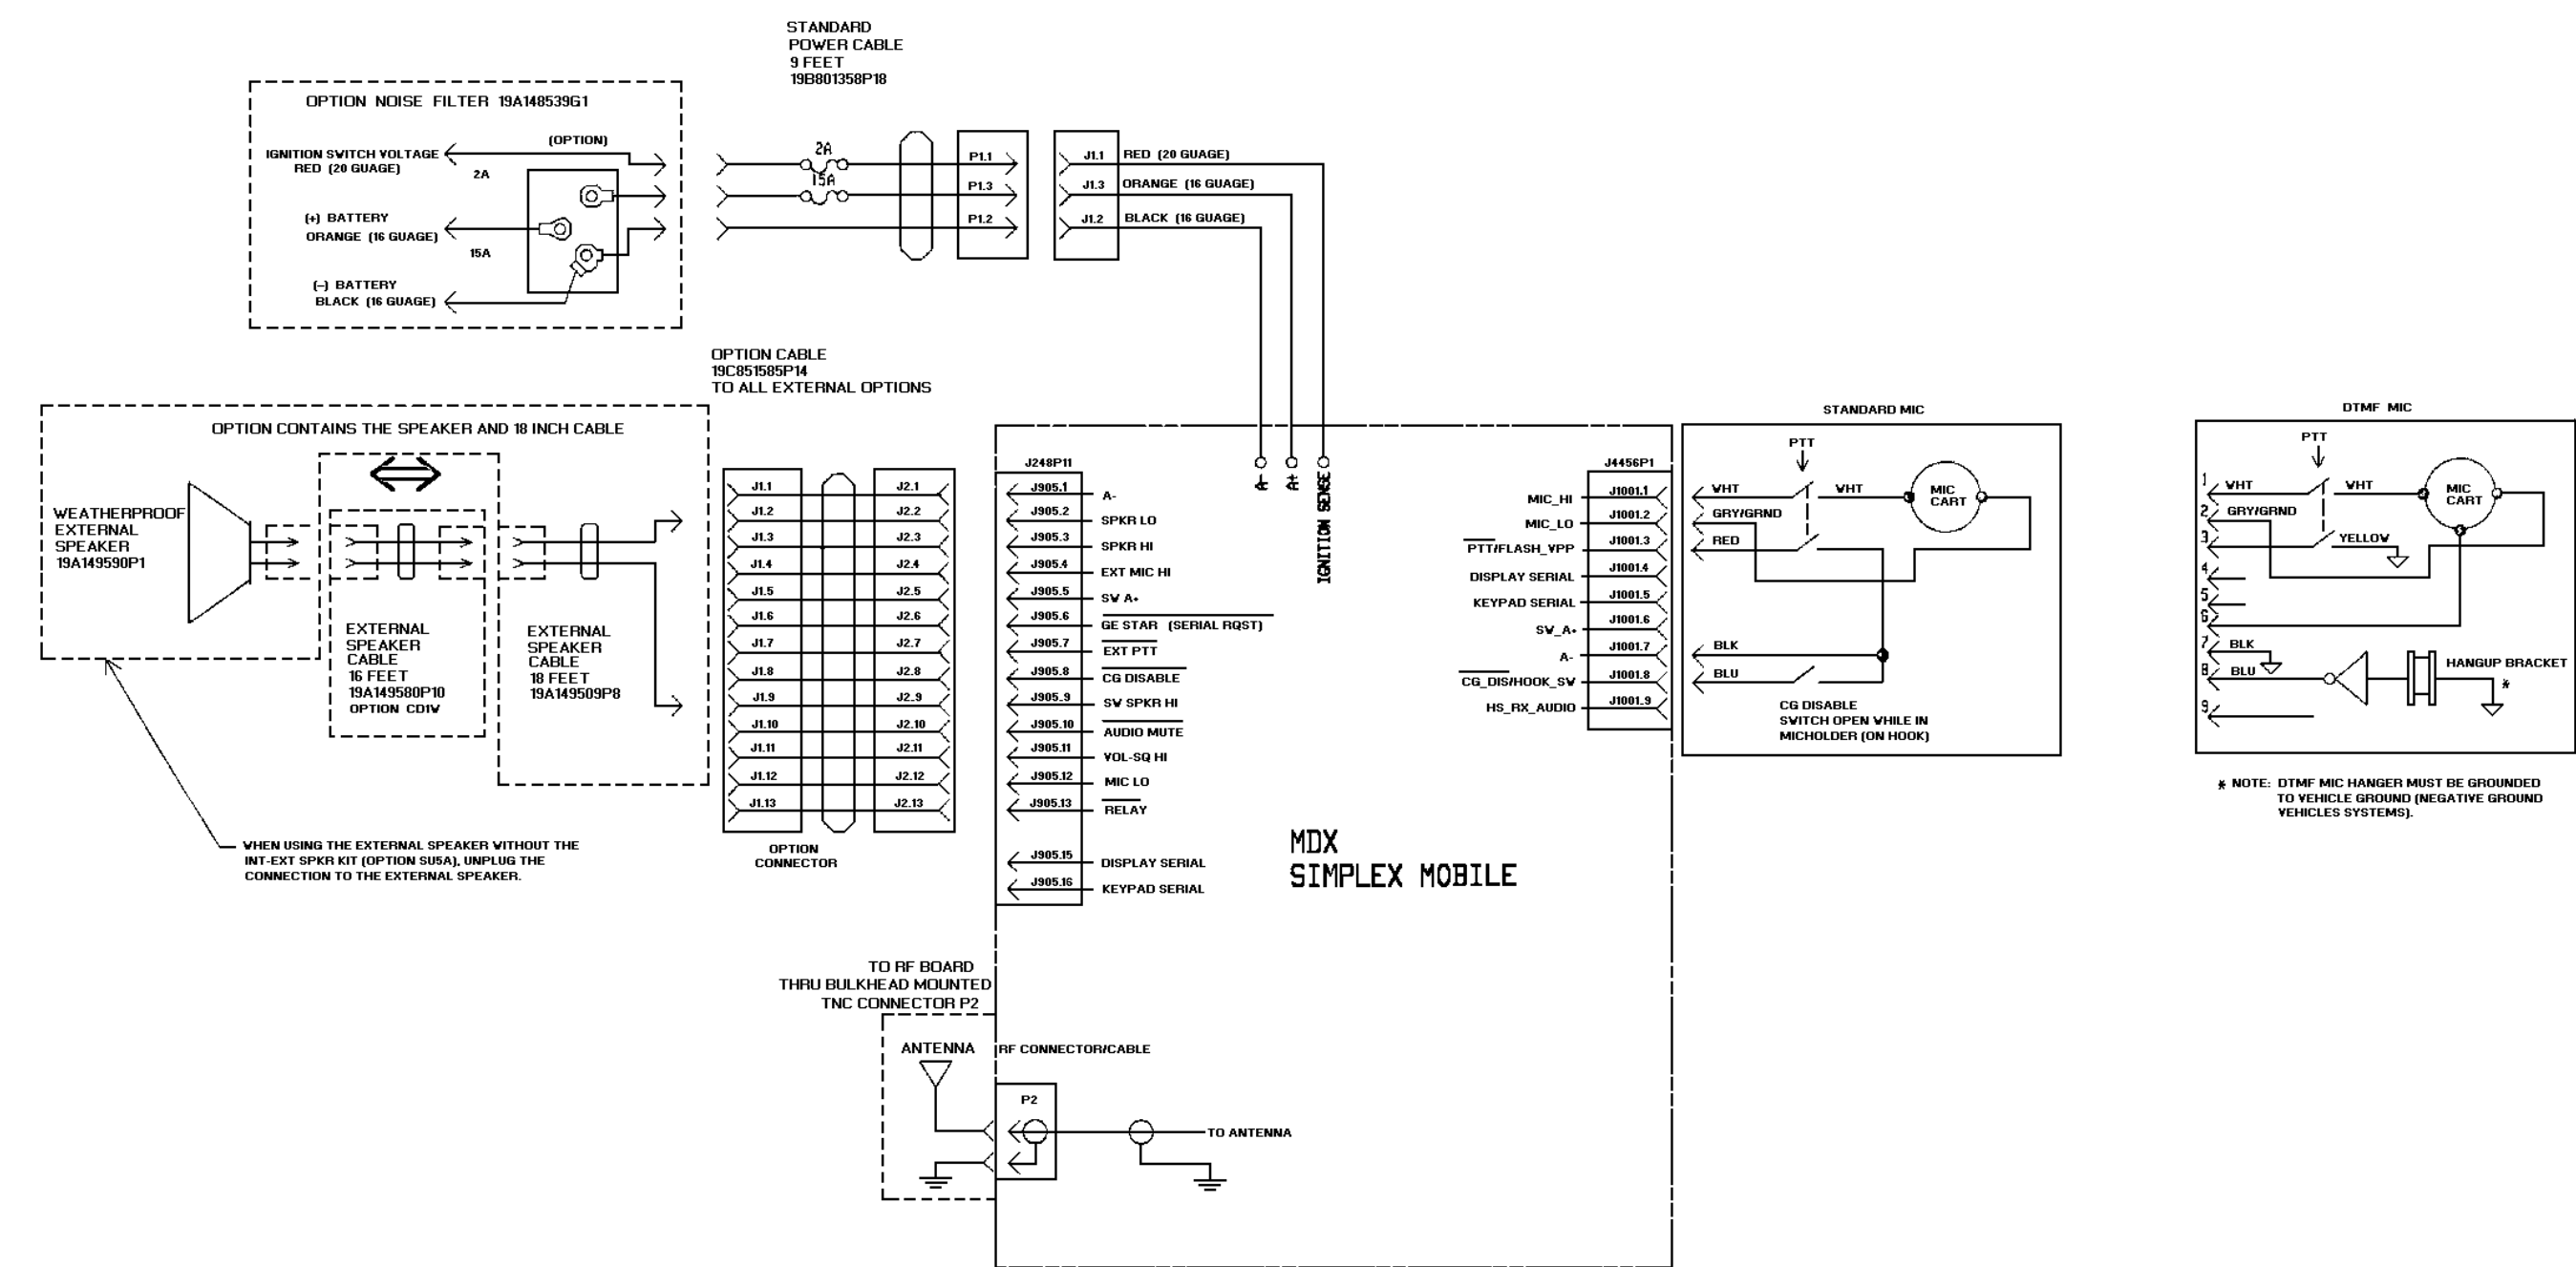 STANDARD
POWER CABLE
9 FEET
19B801358P18
OPTION NOISE FILTER 19A148539G1
(OPTION)
IGNITION SWITCH VOLTAGE
RED (20 GUAGE)
2A
(+) BATTERY
ORANGE (16 GUAGE)
15A
(-) BATTERY
BLACK (16 GUAGE)
2A
15A
P1.1
P1.3
P1.2
J1.1
J1.3
J1.2
RED (20 GUAGE)
ORANGE (16 GUAGE)
BLACK (16 GUAGE)
OPTION CABLE
19C851585P14
TO ALL EXTERNAL OPTIONS
OPTION CONTAINS THE SPEAKER AND 18 INCH CABLE
WEATHERPROOF
EXTERNAL
SPEAKER
19A149590P1
EXTERNAL
SPEAKER
CABLE
16 FEET
19A149580P10
OPTION CD1V
EXTERNAL
SPEAKER
CABLE
18 FEET
19A149509P8
WHEN USING THE EXTERNAL SPEAKER WITHOUT THE
INT-EXT SPKR KIT (OPTION SU5A), UNPLUG THE
CONNECTION TO THE EXTERNAL SPEAKER.
J1.1
J1.2
J1.3
J1.4
J1.5
J1.6
J1.7
J1.8
J1.9
J1.10
J1.11
J1.12
J1.13
J2.1
J2.2
J2.3
J2.4
J2.5
J2.6
J2.7
J2.8
J2.9
J2.10
J2.11
J2.12
J2.13
OPTION
CONNECTOR
J248P11
J905.1 A-
J905.2 SPKR LO
J905.3 SPKR HI
J905.4 EXT MIC HI
J905.5 SW A+
J905.6 GE STAR (SERIAL RQST)
J905.7 EXT PTT
J905.8 CG DISABLE
J905.9 SW SPKR HI
J905.10 AUDIO MUTE
J905.11 VOL-SQ HI
J905.12 MIC LO
J905.13 RELAY
J905.15 DISPLAY SERIAL
J905.16 KEYPAD SERIAL
A-
A+
IGNITION SENSE
MDX
SIMPLEX MOBILE
J4456P1
MIC_HI J1001.1
MIC_LO J1001.2
PTT/FLASH_VPP J1001.3
DISPLAY SERIAL J1001.4
KEYPAD SERIAL J1001.5
SW_A+ J1001.6
A- J1001.7
CG_DIS/HOOK_SW J1001.8
HS_RX_AUDIO J1001.9
STANDARD MIC
PTT
WHT
WHT
MIC
CART
GRY/GRND
RED
BLK
BLU
CG DISABLE
SWITCH OPEN WHILE IN
MICHOLDER (ON HOOK)
DTMF MIC
PTT
1 WHT
WHT
MIC
CART
2 GRY/GRND
3
YELLOW
4
5
6
7 BLK
8 BLU
9
HANGUP BRACKET
*
* NOTE: DTMF MIC HANGER MUST BE GROUNDED
TO VEHICLE GROUND (NEGATIVE GROUND
VEHICLES SYSTEMS).
TO RF BOARD
THRU BULKHEAD MOUNTED
TNC CONNECTOR P2
ANTENNA
RF CONNECTOR/CABLE
P2
TO ANTENNA